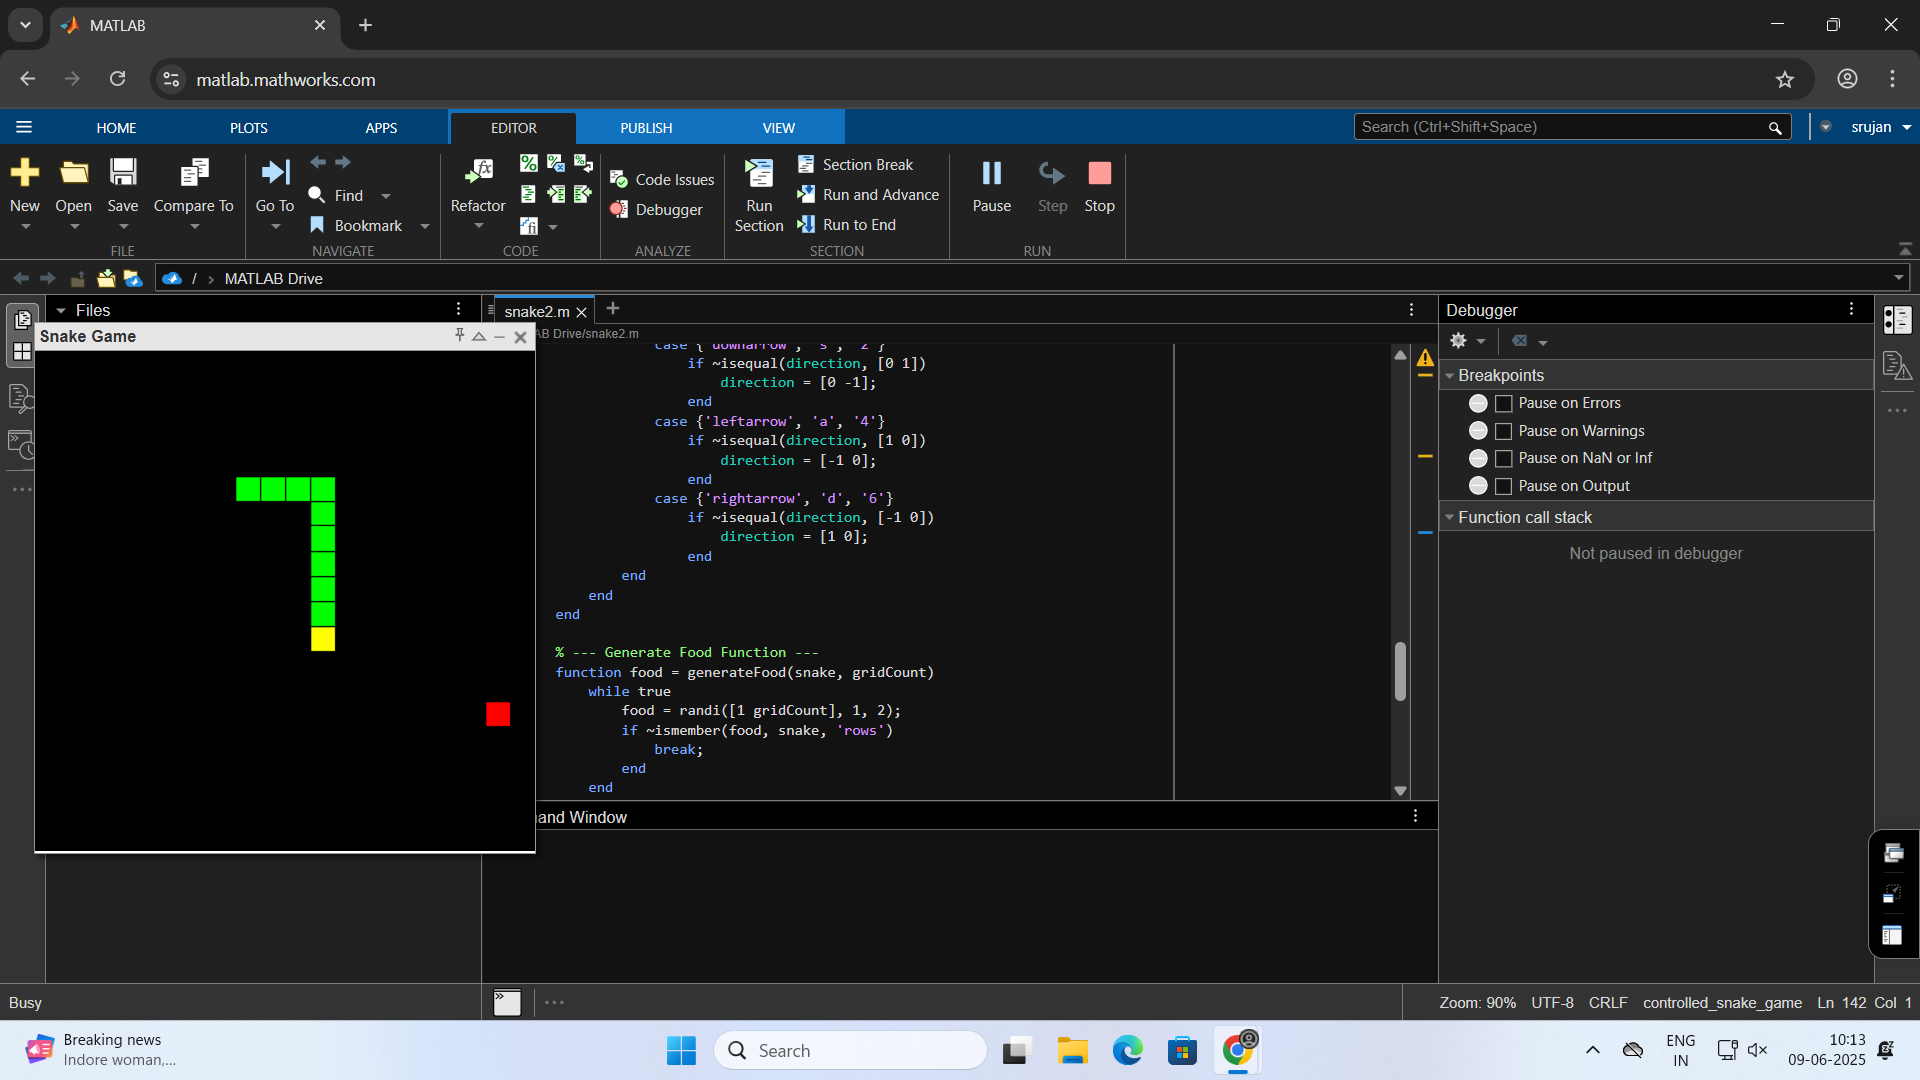 MATLAB
matlab.mathworks.com
HOME PLOTS APPS EDITOR PUBLISH VIEW Search (Ctrl+Shift+Space) srujan
New Open Save Compare To Go To Find Bookmark Refactor Code Issues Debugger Run Section Section Break Run and Advance Run to End Pause Step Stop
FILE NAVIGATE CODE ANALYZE SECTION RUN
/ › MATLAB Drive
Files
snake2.m
Debugger
Snake Game
AB Drive/snake2.m
case {'downarrow', 's', '2'}
if ~isequal(direction, [0 1])
direction = [0 -1];
end
case {'leftarrow', 'a', '4'}
if ~isequal(direction, [1 0])
direction = [-1 0];
end
case {'rightarrow', 'd', '6'}
if ~isequal(direction, [-1 0])
direction = [1 0];
end
end
end
end
% --- Generate Food Function ---
function food = generateFood(snake, gridCount)
while true
food = randi([1 gridCount], 1, 2);
if ~ismember(food, snake, 'rows')
break;
end
end
Breakpoints
Pause on Errors
Pause on Warnings
Pause on NaN or Inf
Pause on Output
Function call stack
Not paused in debugger
and Window
Busy
Zoom: 90% UTF-8 CRLF controlled_snake_game Ln 142 Col 1
Breaking news
Indore woman,...
Search
ENG
IN
10:13
09-06-2025